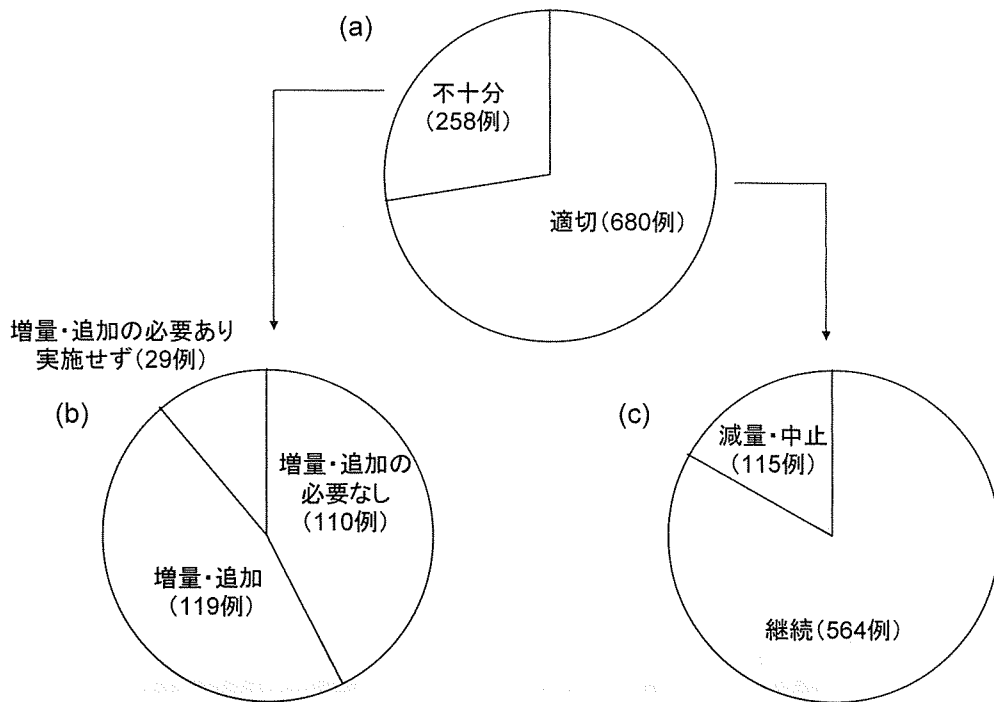 (a)
不十分
(258例)
適切(680例)
増量・追加の必要あり
実施せず(29例)
(b)
増量・追加の
必要なし
(110例)
増量・追加
(119例)
(c)
減量・中止
(115例)
継続(564例)